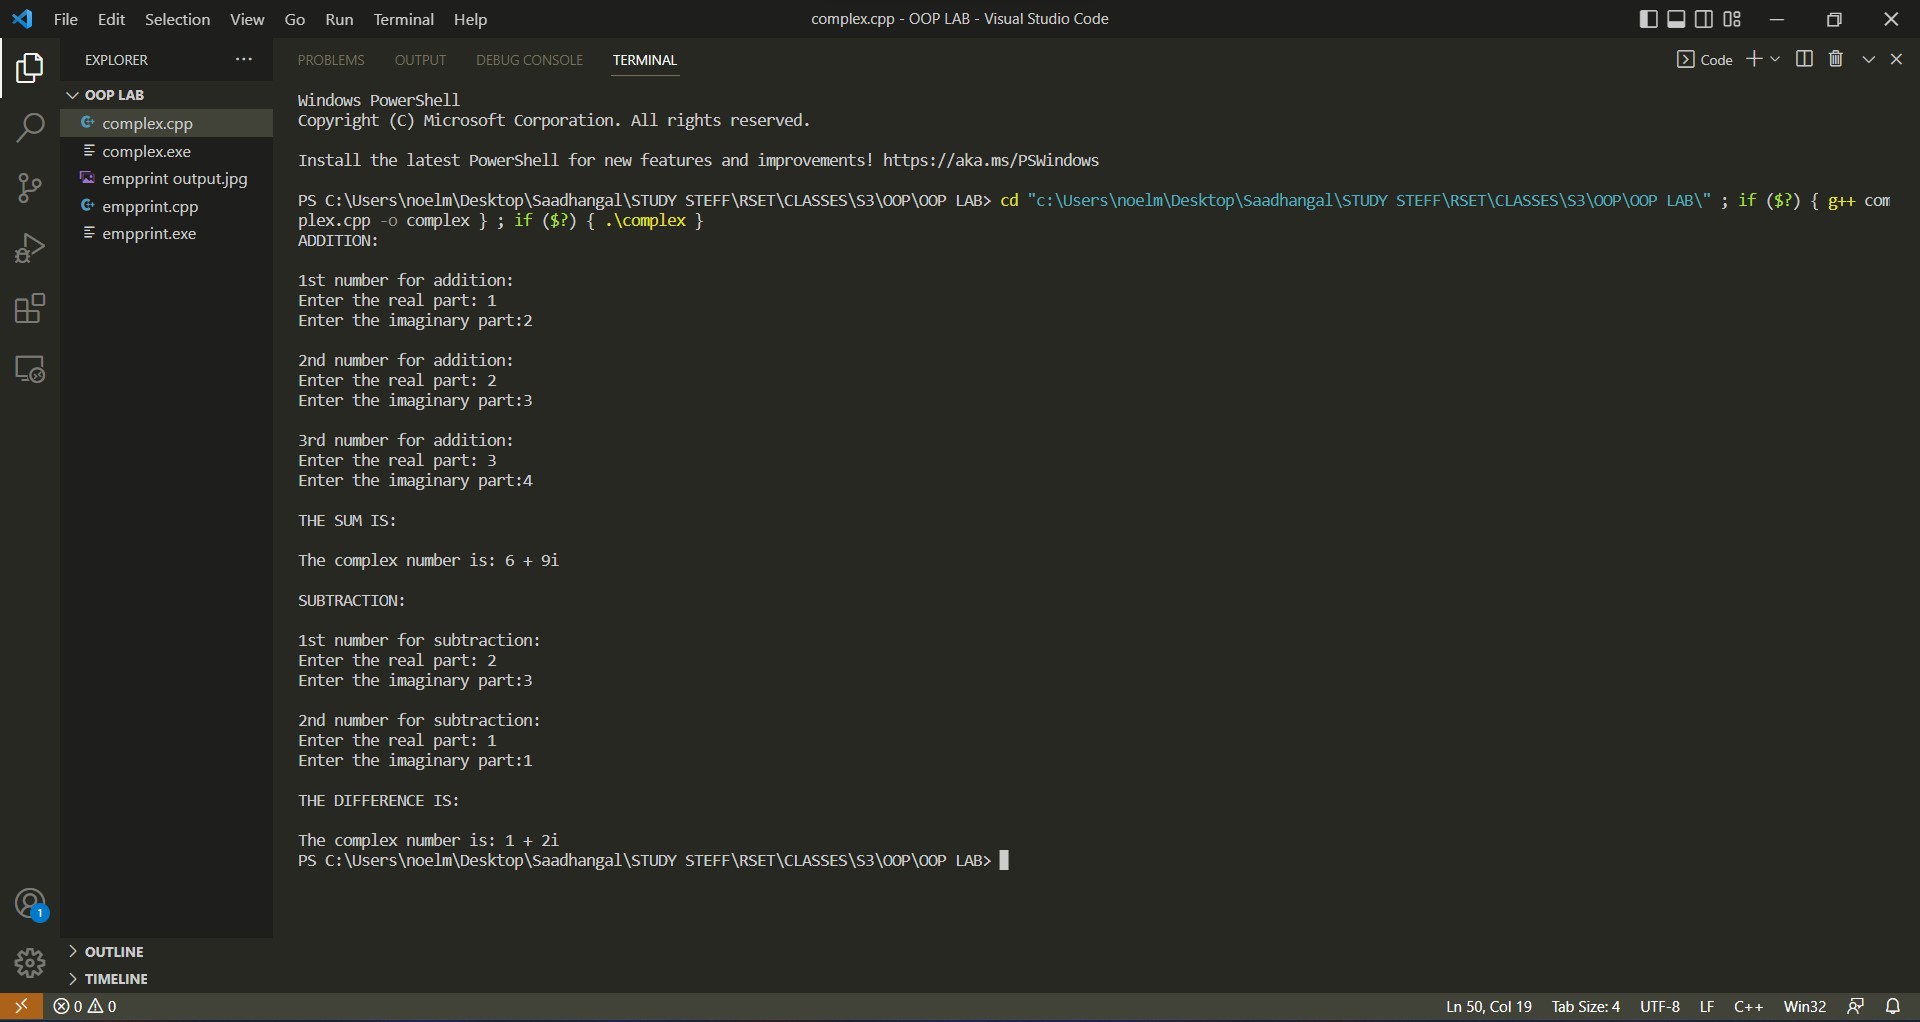 File Edit Selection View Go Run Terminal Help
complex.cpp - OOP LAB - Visual Studio Code
EXPLORER
OOP LAB
complex.cpp
complex.exe
empprint output.jpg
empprint.cpp
empprint.exe
OUTLINE
TIMELINE
PROBLEMS OUTPUT DEBUG CONSOLE TERMINAL
Code
Windows PowerShell
Copyright (C) Microsoft Corporation. All rights reserved.
Install the latest PowerShell for new features and improvements! https://aka.ms/PSWindows
PS C:\Users\noelm\Desktop\Saadhangal\STUDY STEFF\RSET\CLASSES\S3\OOP\OOP LAB> cd "c:\Users\noelm\Desktop\Saadhangal\STUDY STEFF\RSET\CLASSES\S3\OOP\OOP LAB\" ; if ($?) { g++ com
plex.cpp -o complex } ; if ($?) { .\complex }
ADDITION:
1st number for addition:
Enter the real part: 1
Enter the imaginary part:2
2nd number for addition:
Enter the real part: 2
Enter the imaginary part:3
3rd number for addition:
Enter the real part: 3
Enter the imaginary part:4
THE SUM IS:
The complex number is: 6 + 9i
SUBTRACTION:
1st number for subtraction:
Enter the real part: 2
Enter the imaginary part:3
2nd number for subtraction:
Enter the real part: 1
Enter the imaginary part:1
THE DIFFERENCE IS:
The complex number is: 1 + 2i
PS C:\Users\noelm\Desktop\Saadhangal\STUDY STEFF\RSET\CLASSES\S3\OOP\OOP LAB>
1
0 0
Ln 50, Col 19 Tab Size: 4 UTF-8 LF C++ Win32